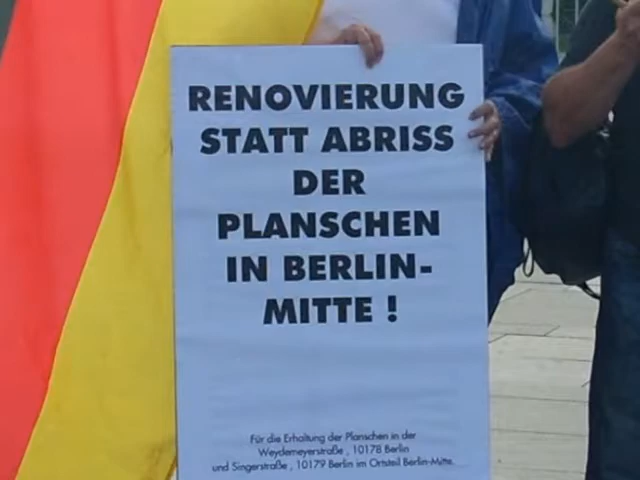 RENOVIERUNG
STATT ABRISS
DER
PLANSCHEN
IN BERLIN-
MITTE !
Für die Erhaltung der Planschen in der
Weydemeyerstraße , 10178 Berlin
und Singerstraße , 10179 Berlin im Ortsteil Berlin-Mitte.